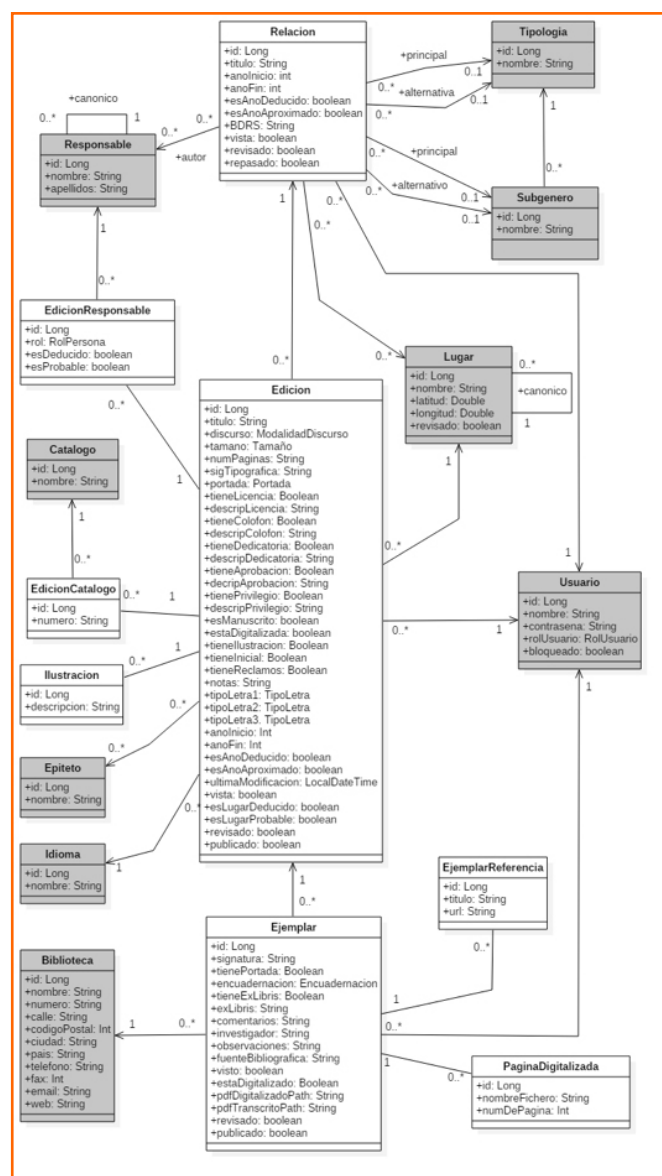 Relacion
+id: Long
+titulo: String
+anoInicio: int
+anoFin: int
+esAnoDeducido: boolean
+esAnoAproximado: boolean
+BDRS: String
+vista: boolean
+revisado: boolean
+repasado: boolean
Tipologia
+id: Long
+nombre: String
+principal
0..*
0..1
+alternativa
0..*
0..1
1
0..*
+canonico
0..*
1
0..*
0..*
+autor
Responsable
+id: Long
+nombre: String
+apellidos: String
+principal
0..*
0..1
+alternativo
0..*
0..1
Subgenero
+id: Long
+nombre: String
1
0..*
1
0..*
0..*
0..*
0..*
1
EdicionResponsable
+id: Long
+rol: RolPersona
+esDeducido: boolean
+esProbable: boolean
0..*
1
Lugar
+id: Long
+nombre: String
+latitud: Double
+longitud: Double
+revisado: boolean
0..*
+canonico
1
1
0..*
Edicion
+id: Long
+titulo: String
+discurso: ModalidadDiscurso
+tamano: Tamaño
+numPaginas: String
+sigTipografica: String
+portada: Portada
+tieneLicencia: Boolean
+descripLicencia: String
+tieneColofon: Boolean
+descripColofon: String
+tieneDedicatoria: Boolean
+descripDedicatoria: String
+tieneAprobacion: Boolean
+decripAprobacion: String
+tienePrivilegio: Boolean
+descripPrivilegio: String
+esManuscrito: boolean
+estaDigitalizada: boolean
+tieneIlustracion: Boolean
+tieneInicial: Boolean
+tieneReclamos: Boolean
+notas: String
+tipoLetra1: TipoLetra
+tipoLetra2: TipoLetra
+tipoLetra3. TipoLetra
+anoInicio: Int
+anoFin: Int
+esAnoDeducido: boolean
+esAnoAproximado: boolean
+ultimaModificacion: LocalDateTime
+vista: boolean
+esLugarDeducido: boolean
+esLugarProbable: boolean
+revisado: boolean
+publicado: boolean
Catalogo
+id: Long
+nombre: String
1
0..*
EdicionCatalogo
+id: Long
+numero: String
0..*
1
Ilustracion
+id: Long
+descripcion: String
0..*
1
Epiteto
+id: Long
+nombre: String
0..*
0..*
Idioma
+id: Long
+nombre: String
1
0..*
0..*
1
Usuario
+id: Long
+nombre: String
+contrasena: String
+rolUsuario: RolUsuario
+bloqueado: boolean
1
1
0..*
EjemplarReferencia
+id: Long
+titulo: String
+url: String
0..*
1
Biblioteca
+id: Long
+nombre: String
+numero: String
+calle: String
+codigoPostal: Int
+ciudad: String
+pais: String
+telefono: String
+fax: Int
+email: String
+web: String
1
0..*
Ejemplar
+id: Long
+signatura: String
+tienePortada: Boolean
+encuadernacion: Encuadernacion
+tieneExLibris: Boolean
+exLibris: String
+comentarios: String
+investigador: String
+observaciones: String
+fuenteBibliografica: String
+visto: boolean
+estaDigitalizado: Boolean
+pdfDigitalizadoPath: String
+pdfTranscritoPath: String
+revisado: boolean
+publicado: boolean
0..*
1
0..*
PaginaDigitalizada
+id: Long
+nombreFichero: String
+numDePagina: Int